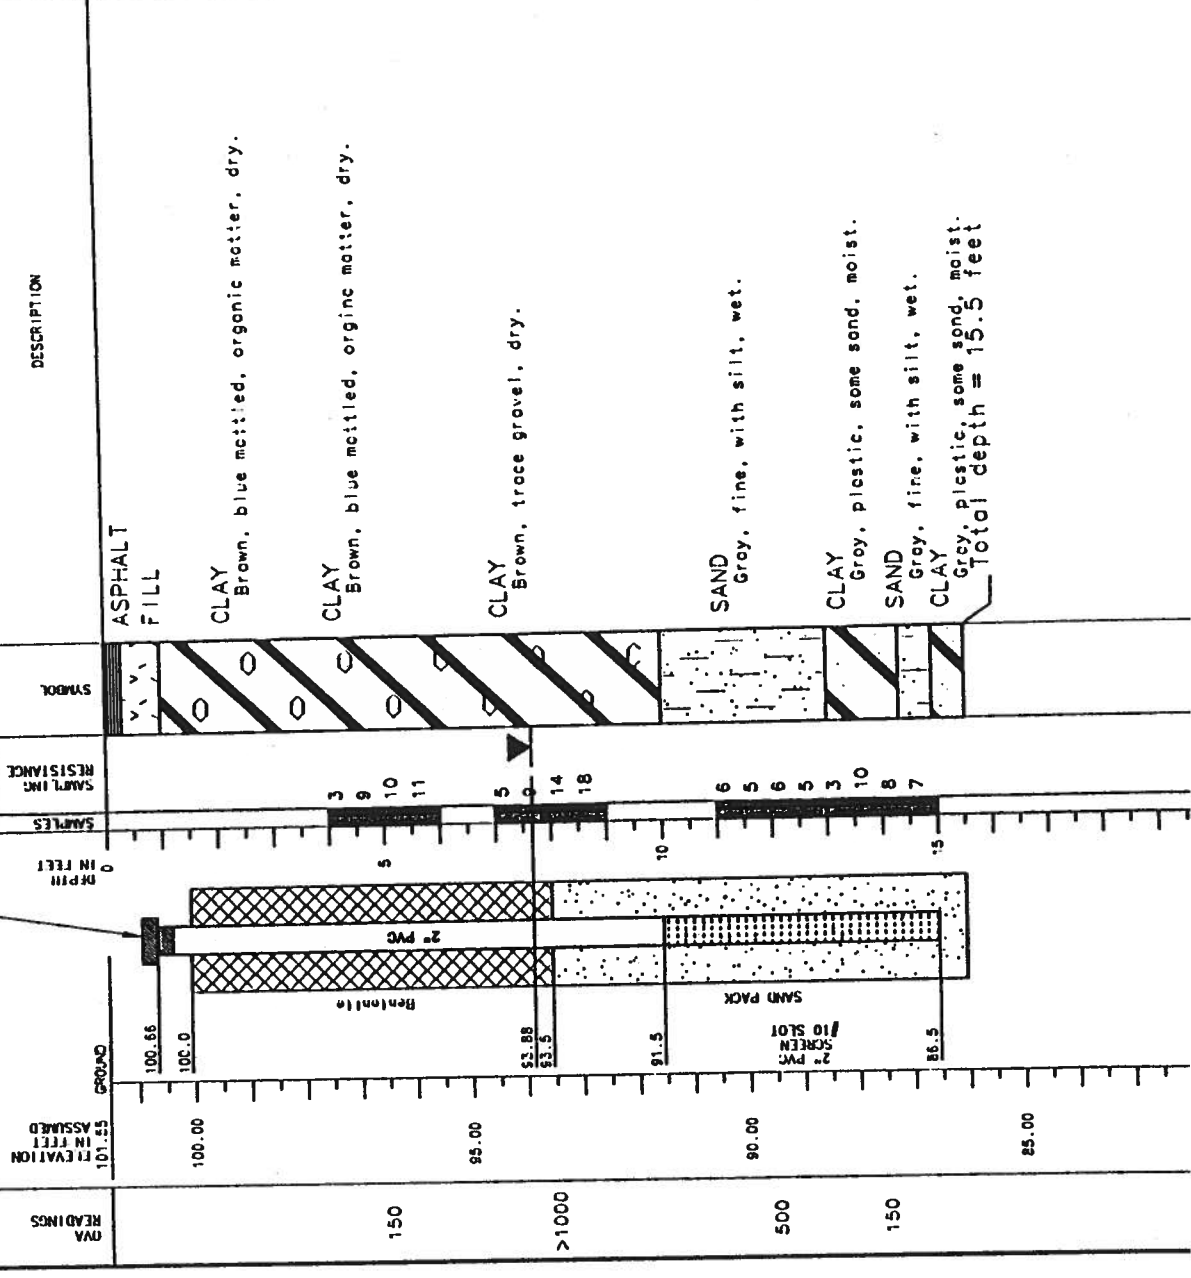 DESCRIPTION
ASPHALT
FILL
CLAY
Brown, blue mottled, organic matter, dry.
CLAY
Brown, blue mottled, orginc matter, dry.
CLAY
Brown, trace gravel, dry.
SAND
Gray, fine, with silt, wet.
CLAY
Gray, plastic, some sand, moist.
SAND
Gray, fine, with silt, wet.
CLAY
Gray, plastic, some sand, moist.
Total depth = 15.5 feet
SYMBOL
SAMPLING
RESISTANCE
3
9
10
11
5
9
14
18
6
5
6
5
3
10
8
7
SAMPLES
DEPTH
IN FEET
0
5
10
15
2" PVC
Bentonite
SAND PACK
2" PVC
SCREEN
#10 SLOT
100.66
100.0
93.88
93.5
91.5
86.5
GROUND
ELEVATION
IN FEET
ASSUMED
101.55
100.00
95.00
90.00
85.00
OVA
READINGS
150
>1000
500
150